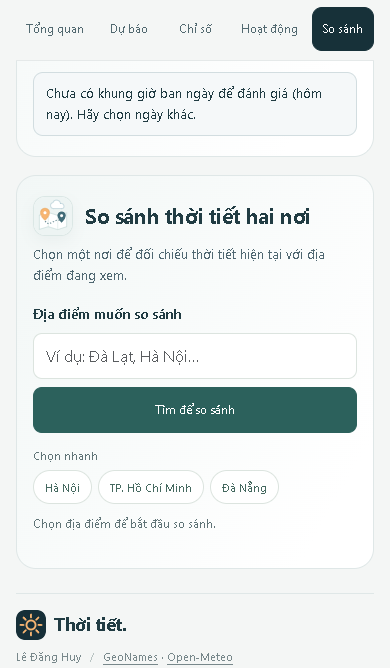 Tổng quan Dự báo Chỉ số Hoạt động So sánh
Chưa có khung giờ ban ngày để đánh giá (hôm
nay). Hãy chọn ngày khác.
So sánh thời tiết hai nơi
Chọn một nơi để đối chiếu thời tiết hiện tại với địa
điểm đang xem.
Địa điểm muốn so sánh
Ví dụ: Đà Lạt, Hà Nội...
Tìm để so sánh
Chọn nhanh
Hà Nội TP. Hồ Chí Minh Đà Nẵng
Chọn địa điểm để bắt đầu so sánh.
Thời tiết.
Lê Đăng Huy / GeoNames · Open-Meteo